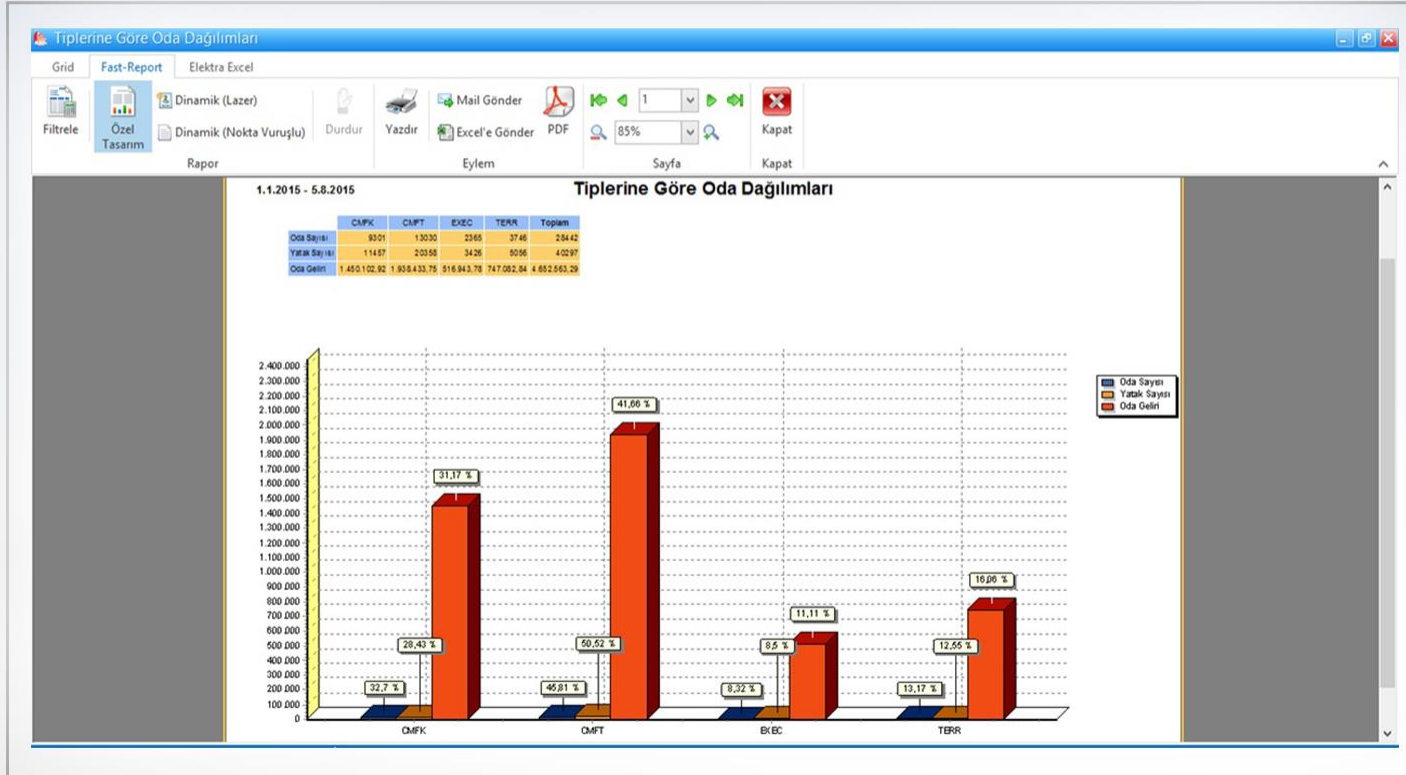 Tiplerine Göre Oda Dağılımları
Grid Fast-Report Elektra Excel
Filtrele Özel Tasarım Dinamik (Lazer) Dinamik (Nokta Vuruşlu) Durdur Yazdır Mail Gönder Excel'e Gönder PDF 1 85% Kapat
Rapor Eylem Sayfa Kapat
1.1.2015 - 5.8.2015 Tiplerine Göre Oda Dağılımları
CMFK CMFT EXEC TERR Toplam
Oda Sayısı 9301 13030 2365 3746 28442
Yatak Sayısı 11457 20358 3426 5056 40297
Oda Geliri 1.450.102,92 1.938.433,75 516.943,78 747.082,84 4.652.563,29
2.400.000
2.300.000
2.200.000
2.100.000
2.000.000
1.900.000
1.800.000
1.700.000
1.600.000
1.500.000
1.400.000
1.300.000
1.200.000
1.100.000
1.000.000
900.000
800.000
700.000
600.000
500.000
400.000
300.000
200.000
100.000
0
Oda Sayısı
Yatak Sayısı
Oda Geliri
41,66 %
31,17 %
16,06 %
11,11 %
28,43 % 50,52 % 8,5 % 12,55 %
32,7 % 45,81 % 8,32 % 13,17 %
CMFK CMFT EXEC TERR